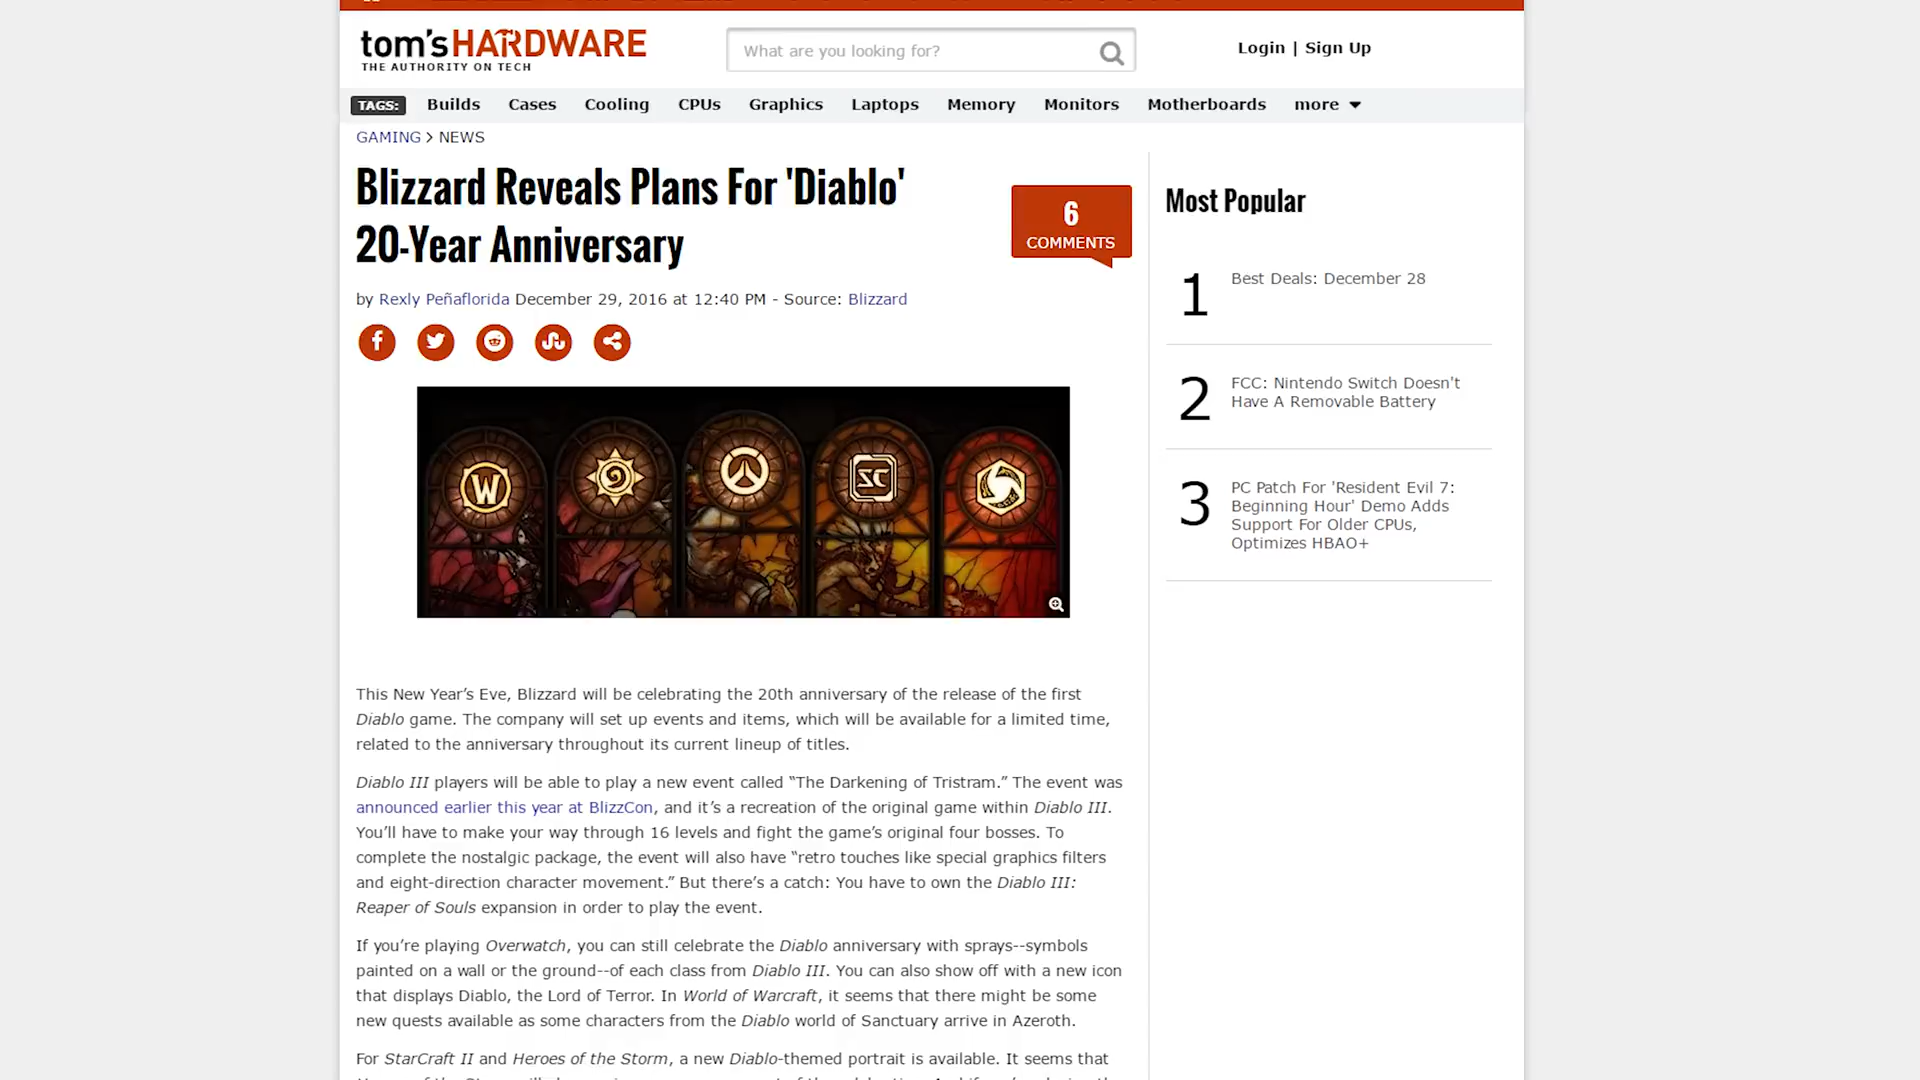 tom'sHARDWARE
THE AUTHORITY ON TECH
What are you looking for?
Login | Sign Up
TAGS: Builds Cases Cooling CPUs Graphics Laptops Memory Monitors Motherboards more
GAMING > NEWS
Blizzard Reveals Plans For 'Diablo'
20-Year Anniversary
6
COMMENTS
by Rexly Peñaflorida December 29, 2016 at 12:40 PM - Source: Blizzard
W
SC
This New Year’s Eve, Blizzard will be celebrating the 20th anniversary of the release of the first
Diablo game. The company will set up events and items, which will be available for a limited time,
related to the anniversary throughout its current lineup of titles.
Diablo III players will be able to play a new event called “The Darkening of Tristram.” The event was
announced earlier this year at BlizzCon, and it’s a recreation of the original game within Diablo III.
You’ll have to make your way through 16 levels and fight the game’s original four bosses. To
complete the nostalgic package, the event will also have “retro touches like special graphics filters
and eight-direction character movement.” But there’s a catch: You have to own the Diablo III:
Reaper of Souls expansion in order to play the event.
If you’re playing Overwatch, you can still celebrate the Diablo anniversary with sprays--symbols
painted on a wall or the ground--of each class from Diablo III. You can also show off with a new icon
that displays Diablo, the Lord of Terror. In World of Warcraft, it seems that there might be some
new quests available as some characters from the Diablo world of Sanctuary arrive in Azeroth.
For StarCraft II and Heroes of the Storm, a new Diablo-themed portrait is available. It seems that
Most Popular
1
Best Deals: December 28
2
FCC: Nintendo Switch Doesn't
Have A Removable Battery
3
PC Patch For 'Resident Evil 7:
Beginning Hour' Demo Adds
Support For Older CPUs,
Optimizes HBAO+